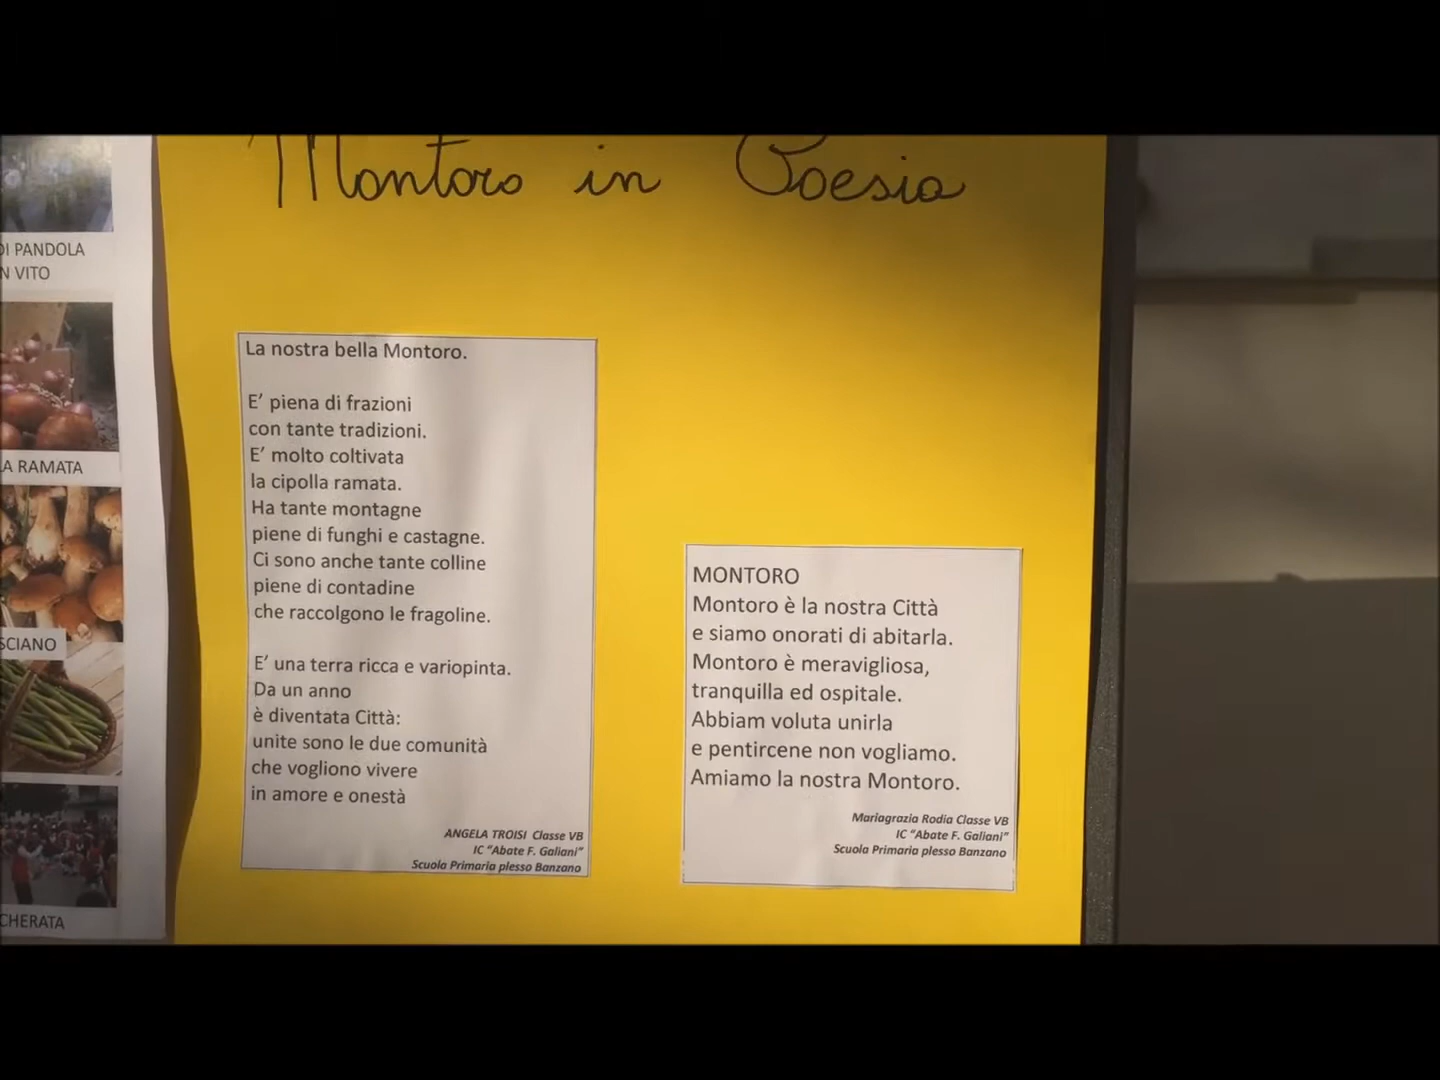 Montoro in Poesia
DI PANDOLA
N VITO
A RAMATA
SCIANO
CHERATA
La nostra bella Montoro.
E' piena di frazioni
con tante tradizioni.
E' molto coltivata
la cipolla ramata.
Ha tante montagne
piene di funghi e castagne.
Ci sono anche tante colline
piene di contadine
che raccolgono le fragoline.
E' una terra ricca e variopinta.
Da un anno
è diventata Città:
unite sono le due comunità
che vogliono vivere
in amore e onestà
ANGELA TROISI Classe VB
IC "Abate F. Galiani"
Scuola Primaria plesso Banzano
MONTORO
Montoro è la nostra Città
e siamo onorati di abitarla.
Montoro è meravigliosa,
tranquilla ed ospitale.
Abbiam voluta unirla
e pentircene non vogliamo.
Amiamo la nostra Montoro.
Mariagrazia Rodia Classe VB
IC "Abate F. Galiani"
Scuola Primaria plesso Banzano